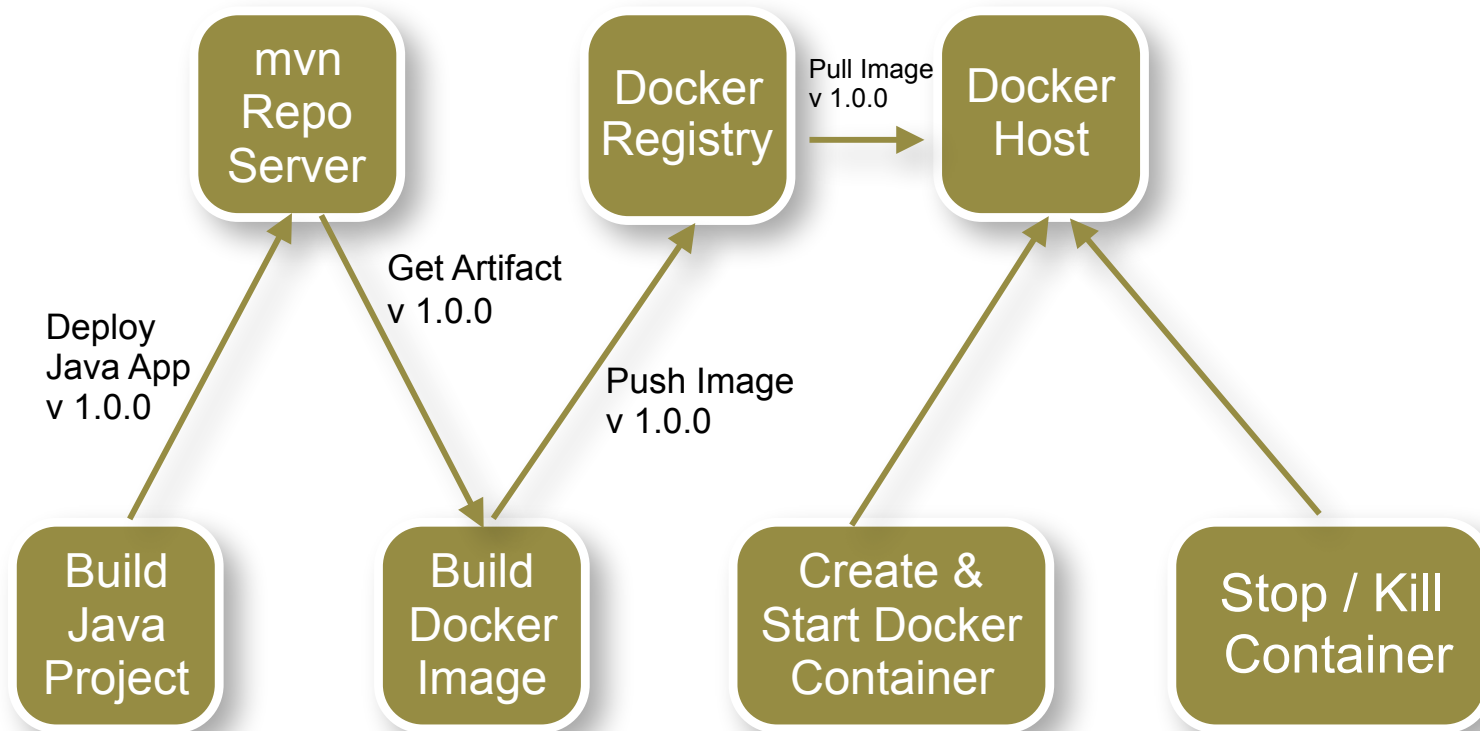 mvn
Repo
Server
Docker
Registry
Pull Image
v 1.0.0
Docker
Host
Deploy
Java App
v 1.0.0
Get Artifact
v 1.0.0
Push Image
v 1.0.0
Build
Java
Project
Build
Docker
Image
Create &
Start Docker
Container
Stop / Kill
Container